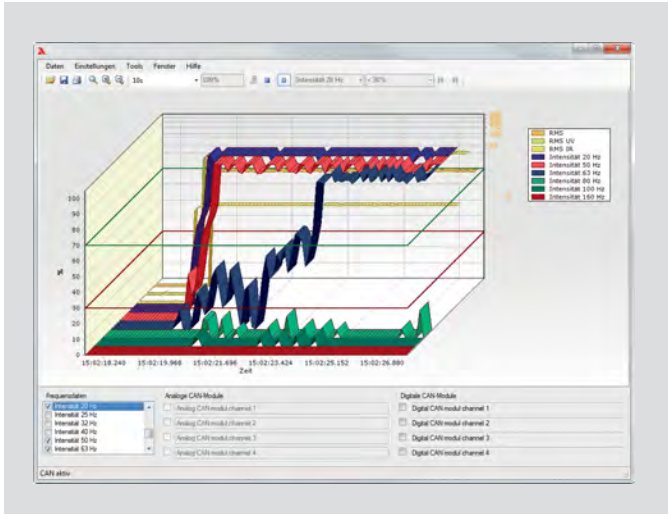 Daten Einstellungen Tools Fenster Hilfe
10s 100% Intensität 20 Hz < 30%
RMS
RMS UV
RMS IR
Intensität 20 Hz
Intensität 50 Hz
Intensität 63 Hz
Intensität 80 Hz
Intensität 100 Hz
Intensität 160 Hz
100
90
80
70
60
50
40
30
20
10
0
%
15:02:18.240 15:02:19.968 15:02:21.696 15:02:23.424 15:02:25.152 15:02:26.880
Zeit
Frequenzdaten Analoge CAN-Module Digitale CAN-Module
Intensität 20 Hz
Intensität 25 Hz
Intensität 32 Hz
Intensität 40 Hz
Intensität 50 Hz
Intensität 63 Hz
Analog CAN-modul channel 1
Analog CAN-modul channel 2
Analog CAN-modul channel 3
Analog CAN-modul channel 4
Digital CAN-modul channel 1
Digital CAN-modul channel 2
Digital CAN-modul channel 3
Digital CAN-modul channel 4
CAN aktiv